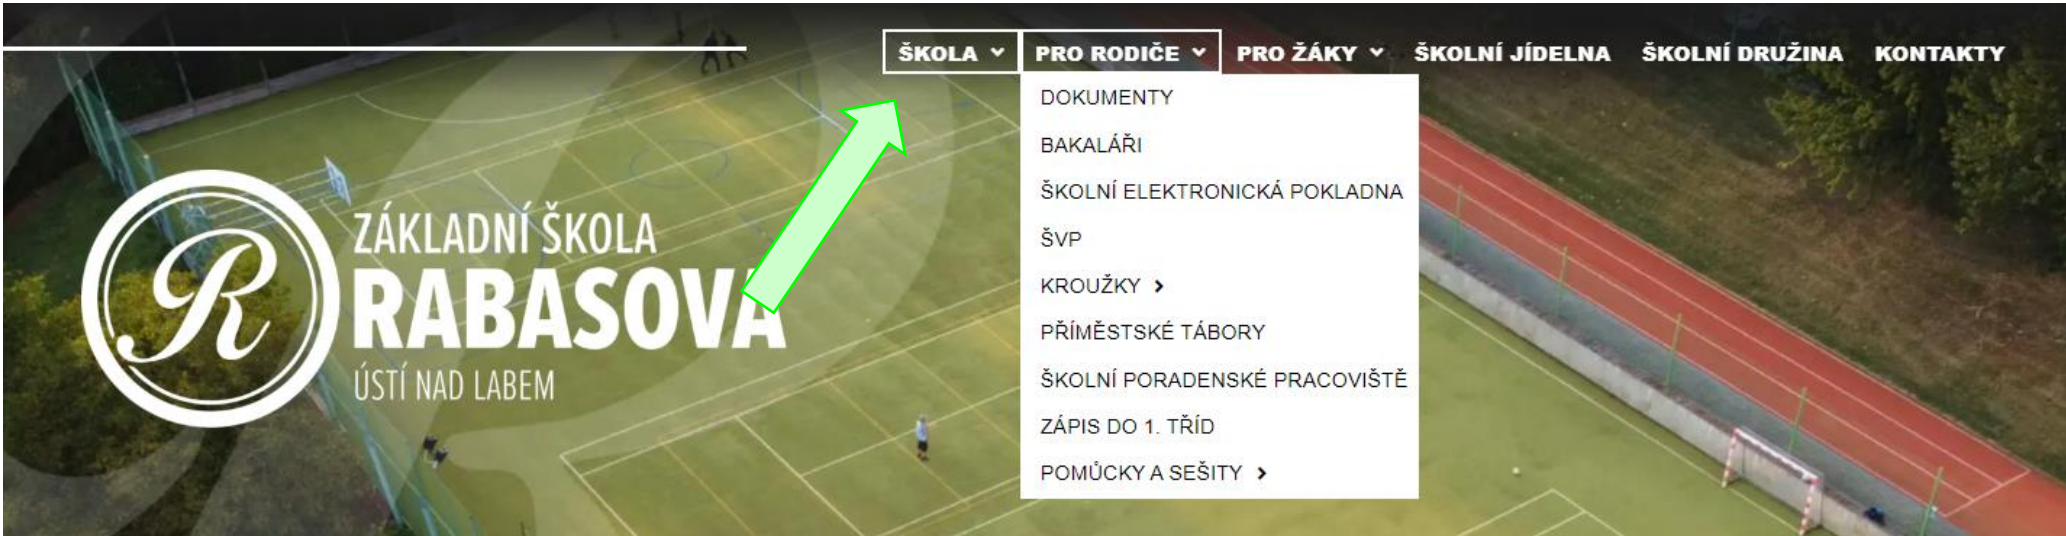 ŠKOLA PRO RODIČE PRO ŽÁKY ŠKOLNÍ JÍDELNA ŠKOLNÍ DRUŽINA KONTAKTY
DOKUMENTY
BAKALÁŘI
ŠKOLNÍ ELEKTRONICKÁ POKLADNA
ŠVP
KROUŽKY
PŘÍMĚSTSKÉ TÁBORY
ŠKOLNÍ PORADENSKÉ PRACOVIŠTĚ
ZÁPIS DO 1. TŘÍD
POMŮCKY A SEŠITY
R
ZÁKLADNÍ ŠKOLA
RABASOVA
ÚSTÍ NAD LABEM